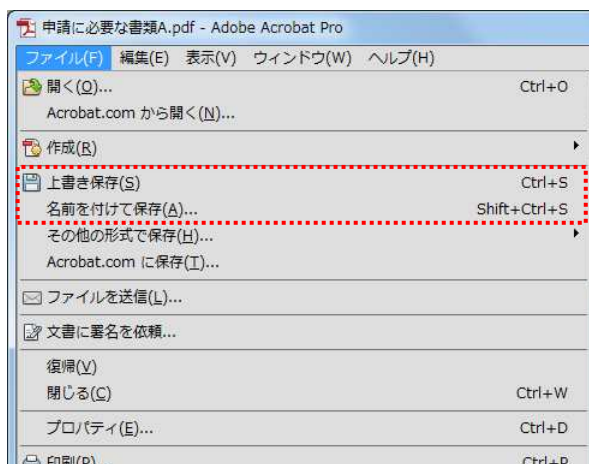 申請に必要な書類A.pdf - Adobe Acrobat Pro
ファイル(F) 編集(E) 表示(V) ウィンドウ(W) ヘルプ(H)
開く(O)... Ctrl+O
Acrobat.com から開く(N)...
作成(R)
上書き保存(S) Ctrl+S
名前を付けて保存(A)... Shift+Ctrl+S
その他の形式で保存(H)...
Acrobat.com に保存(T)...
ファイルを送信(L)...
文書に署名を依頼...
復帰(V)
閉じる(C) Ctrl+W
プロパティ(E)... Ctrl+D
印刷(P)... Ctrl+P